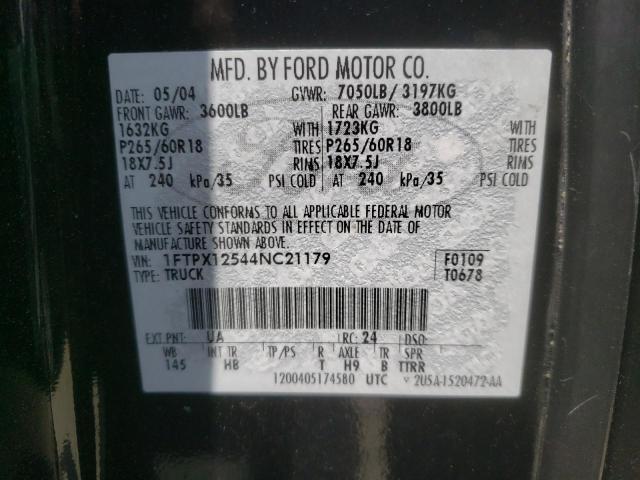 MFD. BY FORD MOTOR CO.
DATE: 05/04 GVWR: 7050LB / 3197KG
FRONT GAWR: 3600LB REAR GAWR: 3800LB
1632KG WITH 1723KG WITH
P265/60R18 TIRES P265/60R18 TIRES
18X7.5J RIMS 18X7.5J RIMS
AT 240 kPa/35 PSI COLD AT 240 kPa/35 PSI COLD
THIS VEHICLE CONFORMS TO ALL APPLICABLE FEDERAL MOTOR
VEHICLE SAFETY STANDARDS IN EFFECT ON THE DATE OF
MANUFACTURE SHOWN ABOVE.
VIN: 1FTPX12544NC21179 F0109
TYPE: TRUCK T0678
EXT PNT: UA RC: 24 DSO:
WB INT TR TP/PS R AXLE TR SPR
145 HB T H9 B TTRR
1200405174580 UTC V 2U5A-1520472-AA